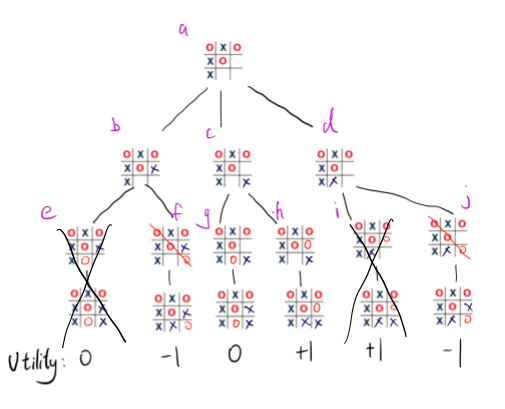 a
O X O
X O
X
b c d
O X O O X O O X O
X O X X O X O
X X X X X
e f g h i j
O X O O X O O X O O X O O X O O X O
X O X X O X X O X O O X O O X O
X O X O X O X X X X X X X O
O X O O X O O X O O X O O X O O X O
X O X X O X X O X X O O X O O X O X
X O X X X O X O X X X X X X X X X O
Utility: 0 -1 0 +1 +1 -1